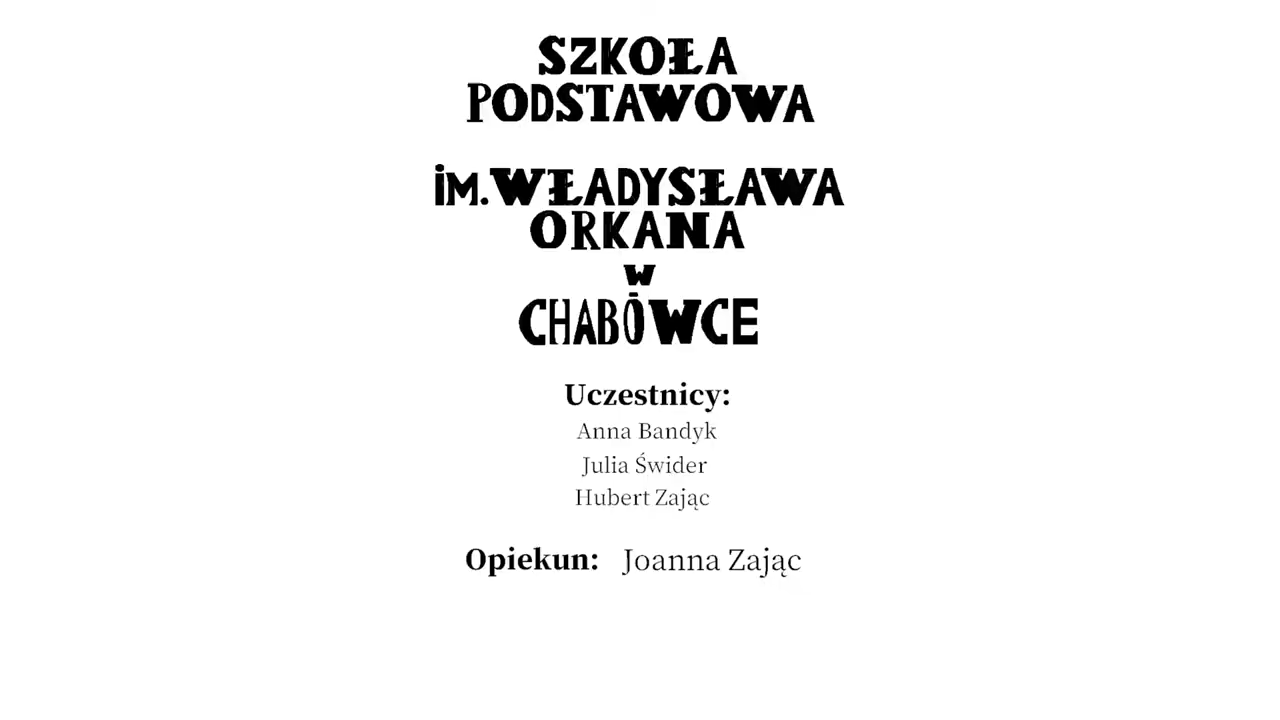 SZKOŁA
PODSTAWOWA
iM. WŁADYSŁAWA
ORKANA
W
CHABÓWCE
Uczestnicy:
Anna Bandyk
Julia Świder
Hubert Zając
Opiekun: Joanna Zając